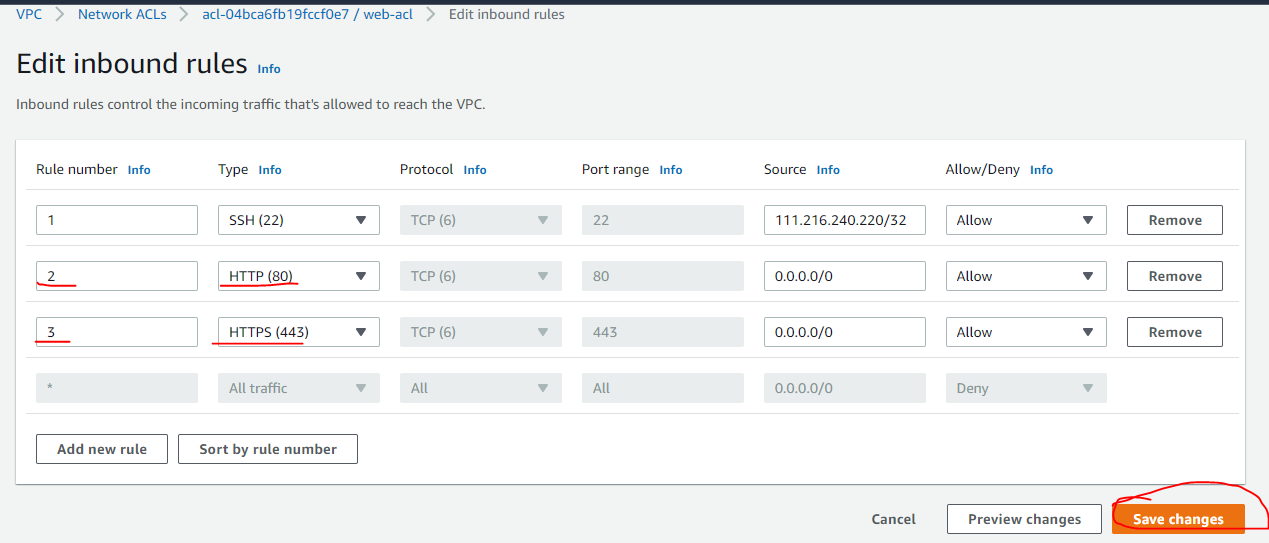 VPC > Network ACLs > acl-04bca6fb19fccf0e7 / web-acl > Edit inbound rules
Edit inbound rules Info
Inbound rules control the incoming traffic that's allowed to reach the VPC.
Rule number Info Type Info Protocol Info Port range Info Source Info Allow/Deny Info
1 SSH (22) TCP (6) 22 111.216.240.220/32 Allow Remove
2 HTTP (80) TCP (6) 80 0.0.0.0/0 Allow Remove
3 HTTPS (443) TCP (6) 443 0.0.0.0/0 Allow Remove
* All traffic All All 0.0.0.0/0 Deny
Add new rule Sort by rule number
Cancel Preview changes Save changes